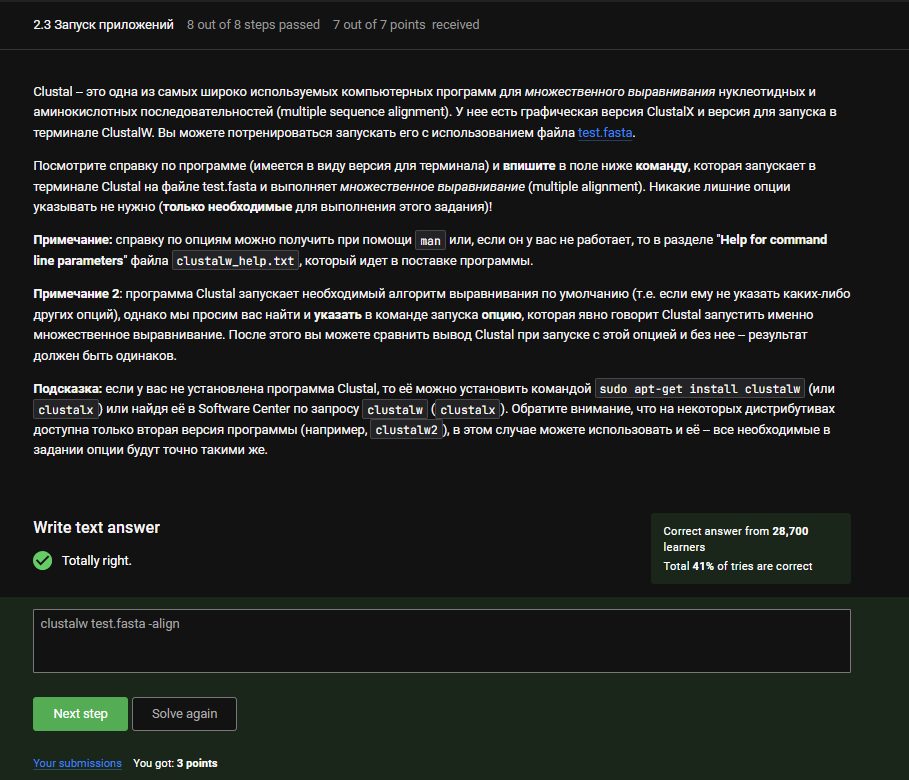 2.3 Запуск приложений 8 out of 8 steps passed 7 out of 7 points received
Clustal – это одна из самых широко используемых компьютерных программ для множественного выравнивания нуклеотидных и
аминокислотных последовательностей (multiple sequence alignment). У нее есть графическая версия ClustalX и версия для запуска в
терминале ClustalW. Вы можете потренироваться запускать его с использованием файла test.fasta.
Посмотрите справку по программе (имеется в виду версия для терминала) и впишите в поле ниже команду, которая запускает в
терминале Clustal на файле test.fasta и выполняет множественное выравнивание (multiple alignment). Никакие лишние опции
указывать не нужно (только необходимые для выполнения этого задания)!
Примечание: справку по опциям можно получить при помощи man или, если он у вас не работает, то в разделе "Help for command
line parameters" файла clustalw_help.txt, который идет в поставке программы.
Примечание 2: программа Clustal запускает необходимый алгоритм выравнивания по умолчанию (т.е. если ему не указать каких-либо
других опций), однако мы просим вас найти и указать в команде запуска опцию, которая явно говорит Clustal запустить именно
множественное выравнивание. После этого вы можете сравнить вывод Clustal при запуске с этой опцией и без нее – результат
должен быть одинаков.
Подсказка: если у вас не установлена программа Clustal, то её можно установить командой sudo apt-get install clustalw (или
clustalx) или найдя её в Software Center по запросу clustalw (clustalx). Обратите внимание, что на некоторых дистрибутивах
доступна только вторая версия программы (например, clustalw2), в этом случае можете использовать и её – все необходимые в
задании опции будут точно такими же.
Write text answer
Totally right.
Correct answer from 28,700
learners
Total 41% of tries are correct
clustalw test.fasta -align
Next step Solve again
Your submissions You got: 3 points